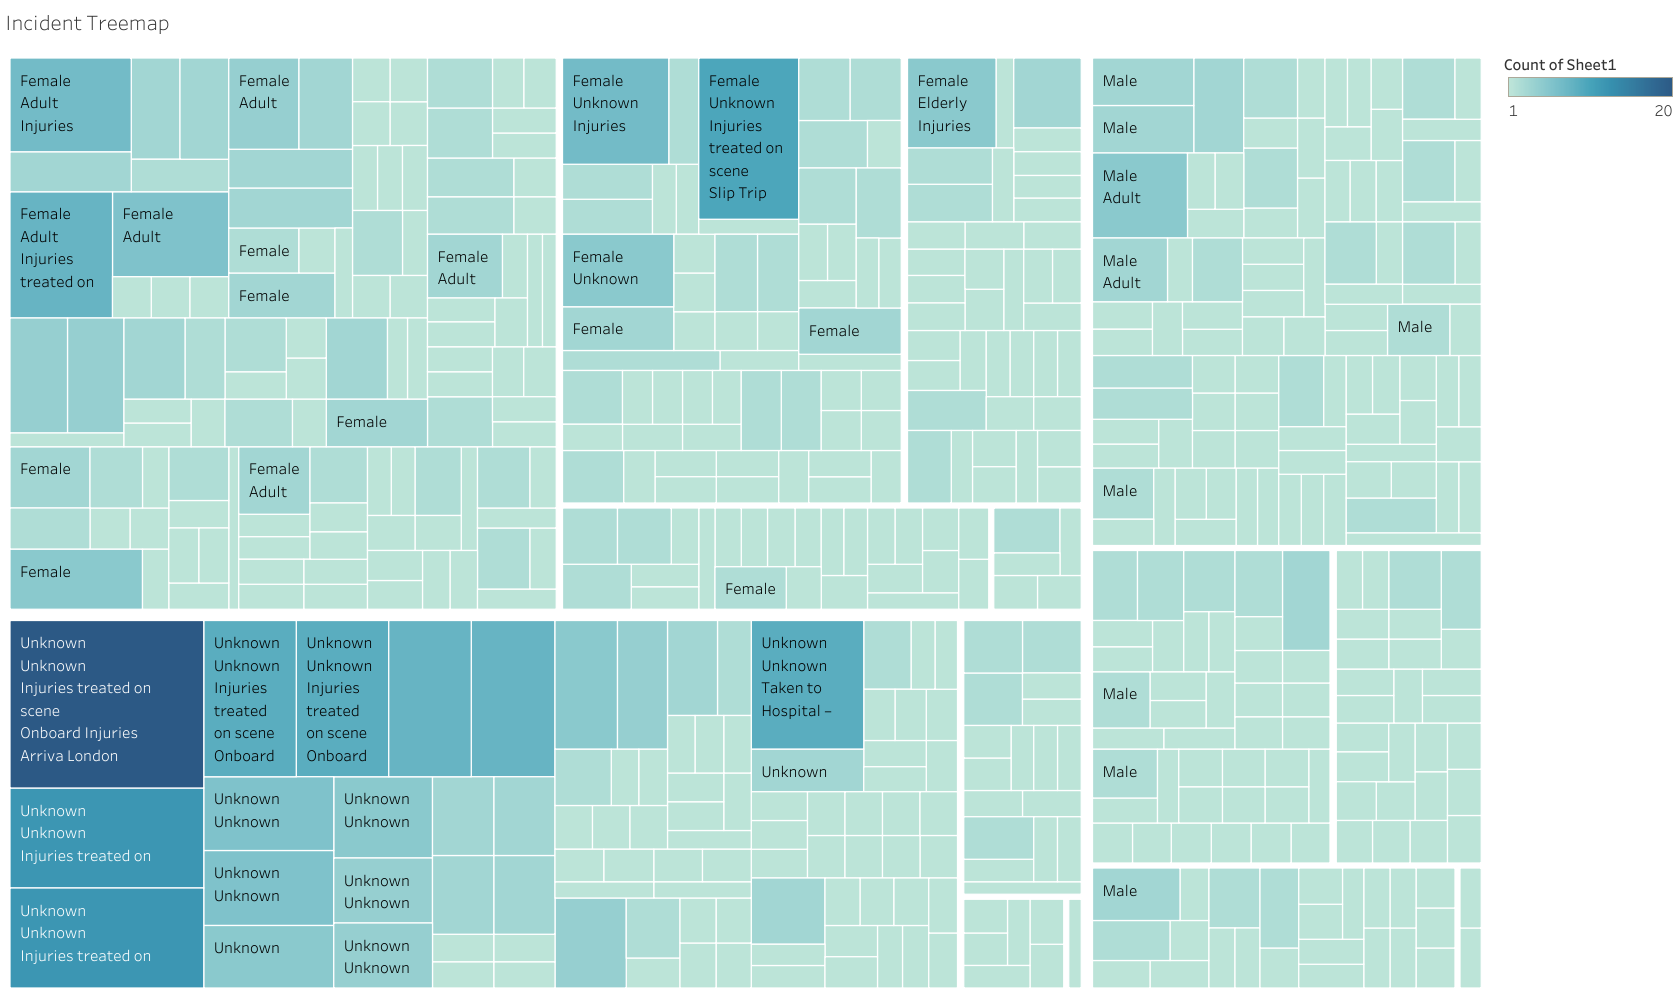 Incident Treemap
Female
Adult
Injuries
Female
Adult
Female
Adult
Injuries
treated on
Female
Adult
Female
Female
Female
Adult
Female
Female
Female
Adult
Female
Female
Unknown
Injuries
Female
Unknown
Injuries
treated on
scene
Slip Trip
Female
Unknown
Female
Female
Female
Elderly
Injuries
Female
Male
Male
Male
Adult
Male
Adult
Male
Male
Male
Male
Male
Unknown
Unknown
Injuries treated on
scene
Onboard Injuries
Arriva London
Unknown
Unknown
Injuries treated on
Unknown
Unknown
Injuries treated on
Unknown
Unknown
Injuries
treated
on scene
Onboard
Unknown
Unknown
Injuries
treated
on scene
Onboard
Unknown
Unknown
Unknown
Unknown
Unknown
Unknown
Unknown
Unknown
Unknown
Unknown
Unknown
Unknown
Unknown
Taken to
Hospital –
Unknown
Count of Sheet1
1 20